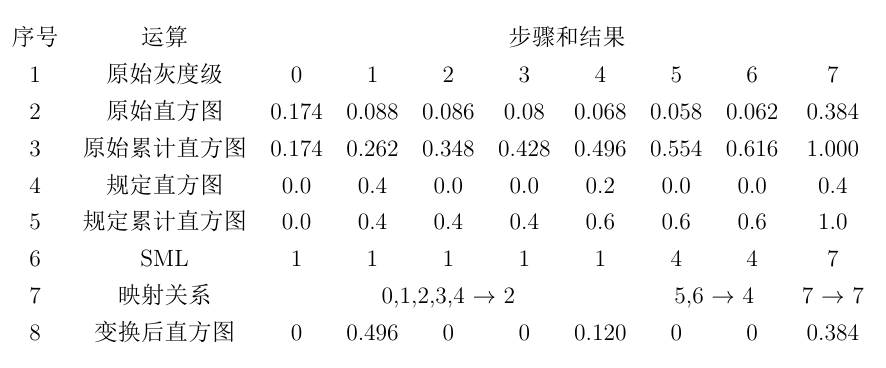 序号 运算 步骤和结果
1 原始灰度级 0 1 2 3 4 5 6 7
2 原始直方图 0.174 0.088 0.086 0.08 0.068 0.058 0.062 0.384
3 原始累计直方图 0.174 0.262 0.348 0.428 0.496 0.554 0.616 1.000
4 规定直方图 0.0 0.4 0.0 0.0 0.2 0.0 0.0 0.4
5 规定累计直方图 0.0 0.4 0.4 0.4 0.6 0.6 0.6 1.0
6 SML 1 1 1 1 1 4 4 7
7 映射关系 0,1,2,3,4 → 2 5,6 → 4 7 → 7
8 变换后直方图 0 0.496 0 0 0.120 0 0 0.384